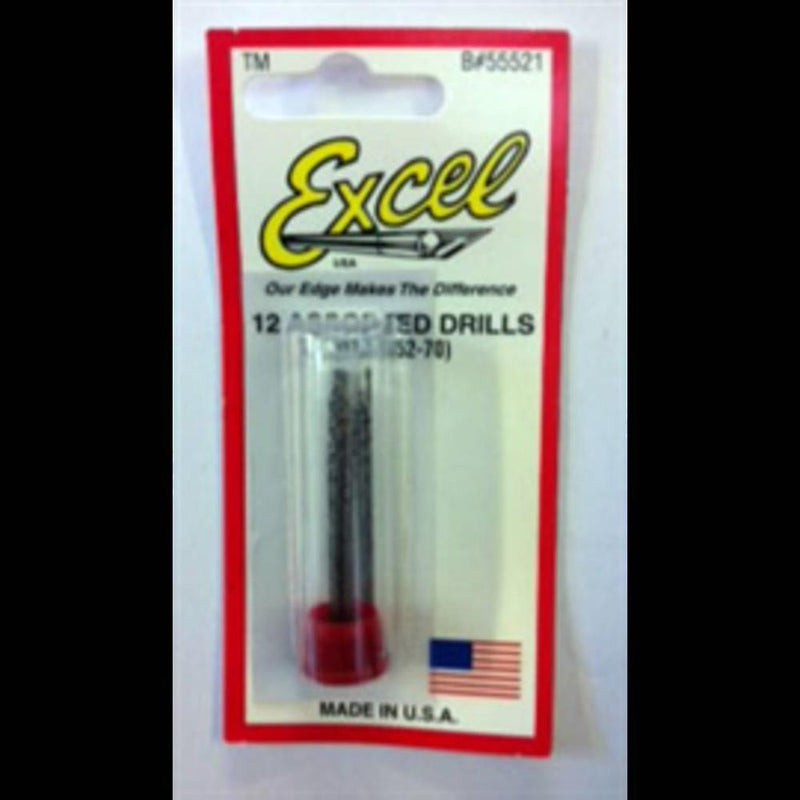 TM B#55521
Excel
USA
Our Edge Makes The Difference
12 ASSORTED DRILLS
52-70)
MADE IN U.S.A.